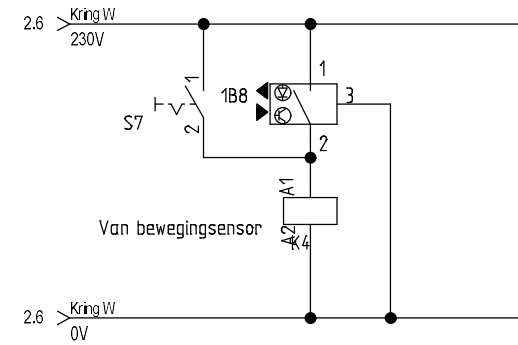 2.6
Kring W
230V
1
1B8
3
S7
1
2
2
A1
Van bewegingsensor
A2
K4
2.6
Kring W
0V